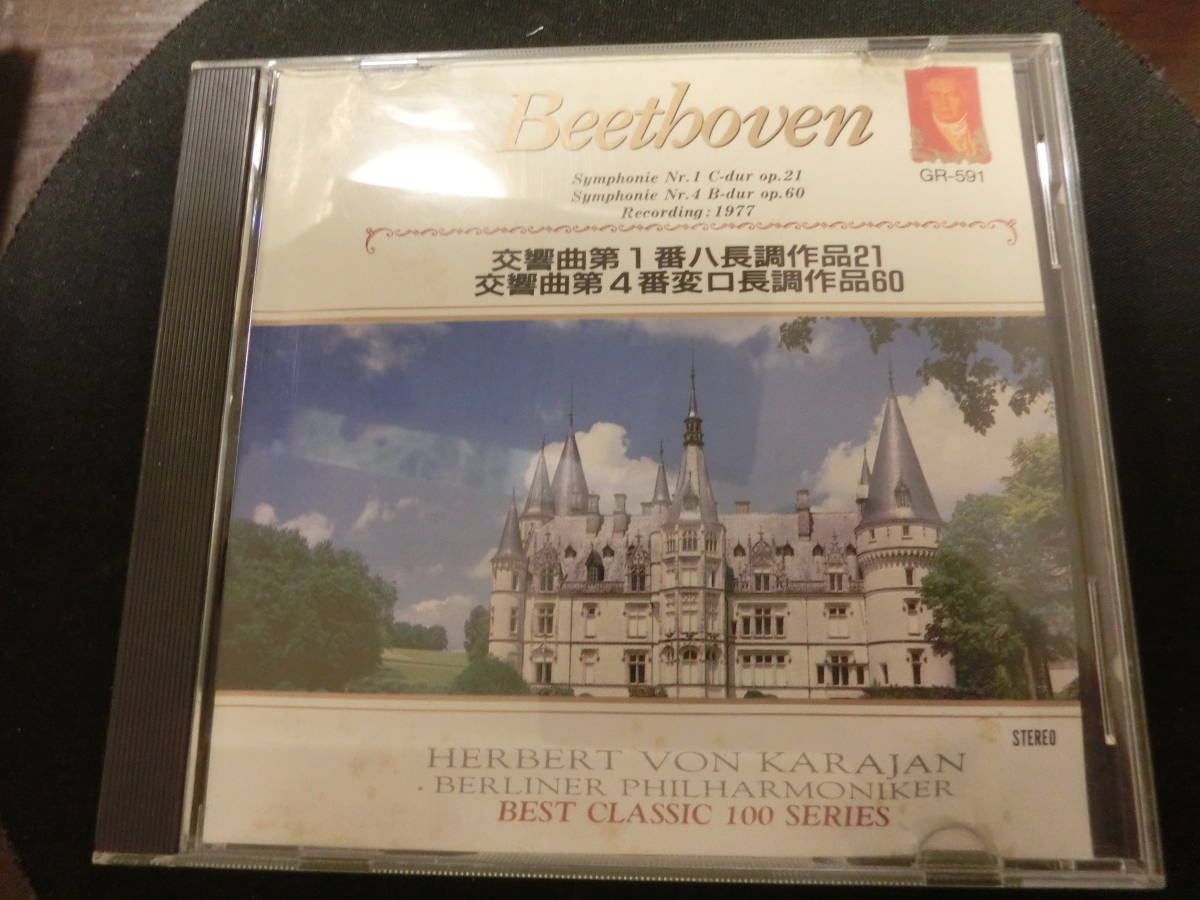 Beethoven
GR-591
Symphonie Nr.1 C-dur op.21
Symphonie Nr.4 B-dur op.60
Recording:1977
交響曲第1番ハ長調作品21
交響曲第4番変ロ長調作品60
STEREO
HERBERT VON KARAJAN
BERLINER PHILHARMONIKER
BEST CLASSIC 100 SERIES